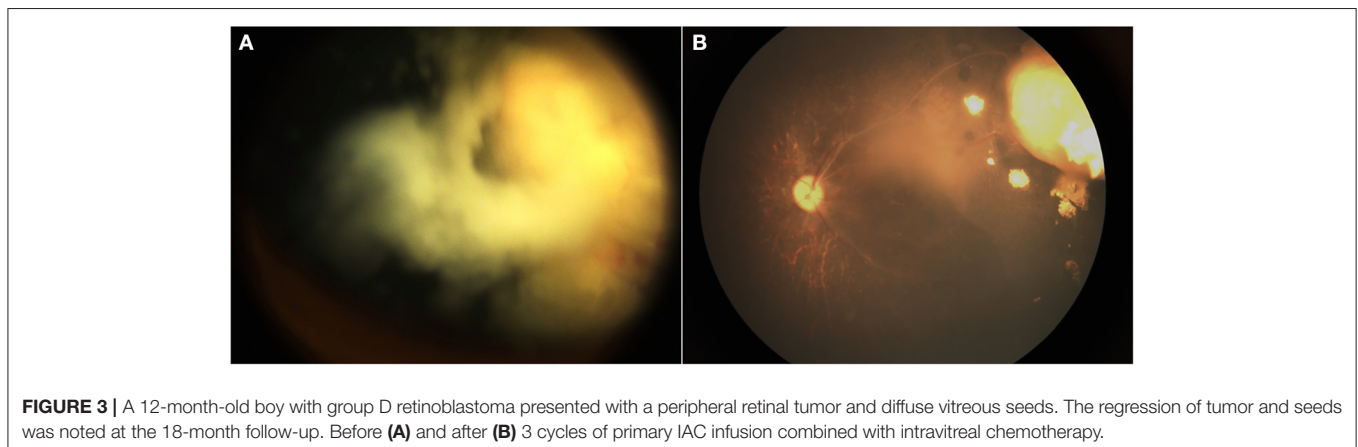 A
B
FIGURE 3 | A 12-month-old boy with group D retinoblastoma presented with a peripheral retinal tumor and diffuse vitreous seeds. The regression of tumor and seeds
was noted at the 18-month follow-up. Before (A) and after (B) 3 cycles of primary IAC infusion combined with intravitreal chemotherapy.